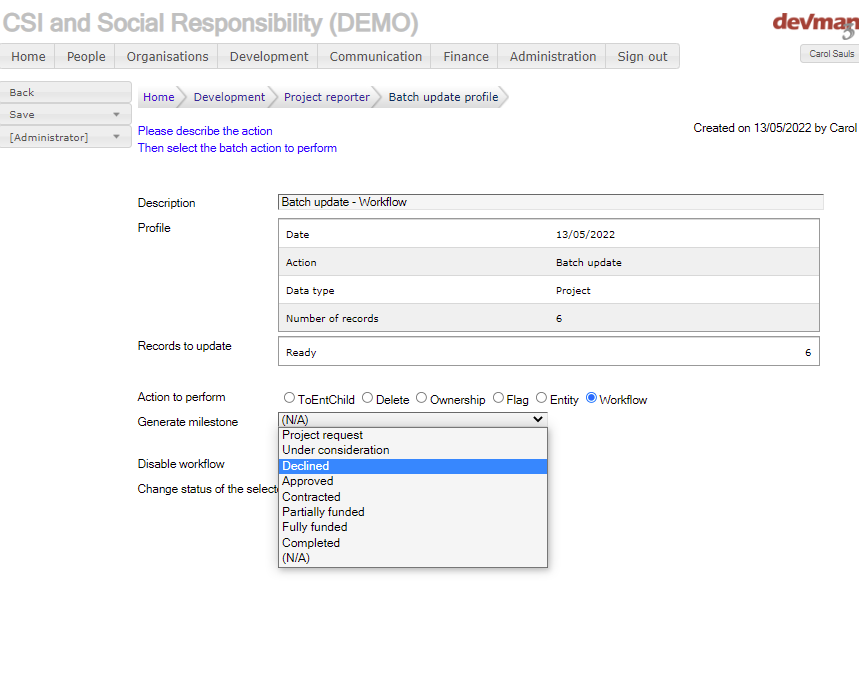 CSI and Social Responsibility (DEMO)
devman
3
Home People Organisations Development Communication Finance Administration Sign out
Carol Sauls
Back
Save
[Administrator]
Home Development Project reporter Batch update profile
Please describe the action
Then select the batch action to perform
Created on 13/05/2022 by Carol
Description Batch update - Workflow
Profile
Date 13/05/2022
Action Batch update
Data type Project
Number of records 6
Records to update
Ready 6
Action to perform ToEntChild Delete Ownership Flag Entity Workflow
Generate milestone (N/A)
Project request
Under consideration
Declined
Approved
Contracted
Partially funded
Fully funded
Completed
(N/A)
Disable workflow
Change status of the